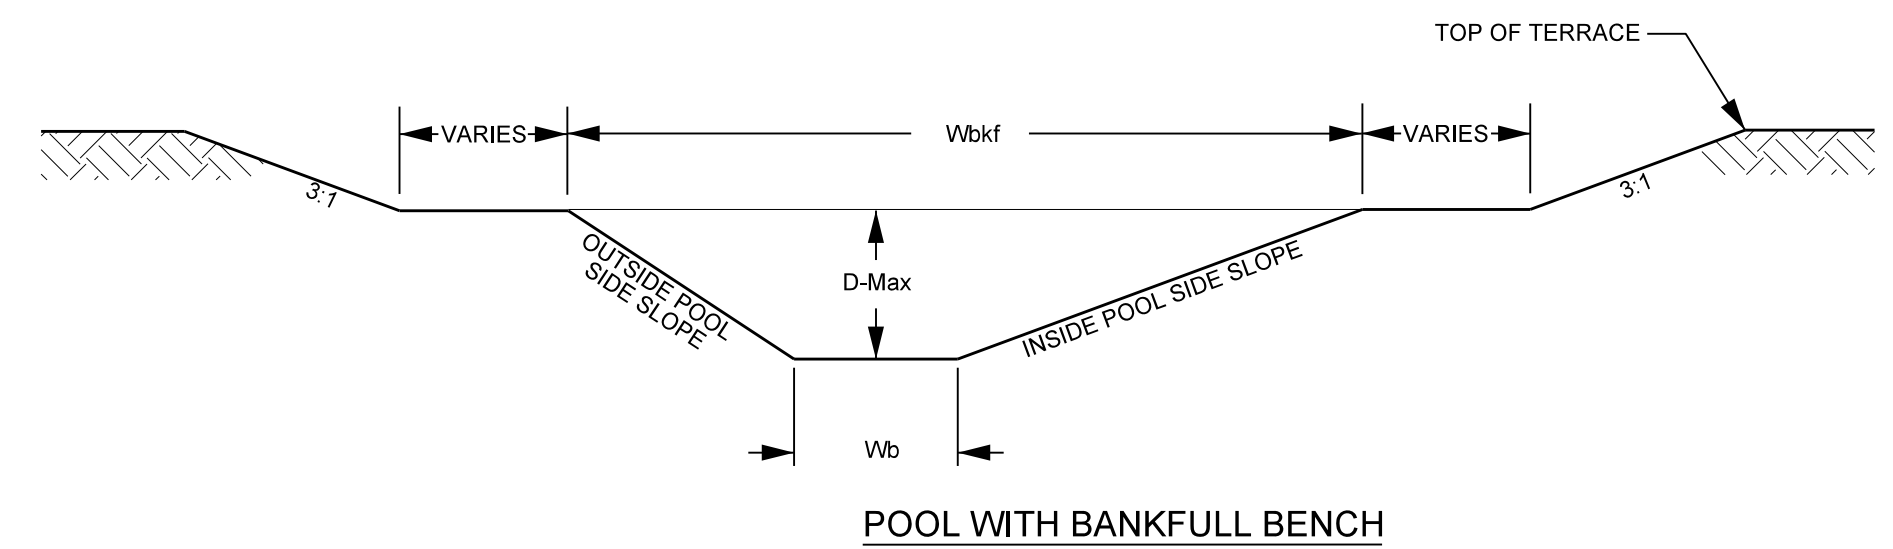 TOP OF TERRACE
VARIES
Wbkf
VARIES
3:1
3:1
OUTSIDE POOL
SIDE SLOPE
D-Max
INSIDE POOL SIDE SLOPE
Wb
POOL WITH BANKFULL BENCH